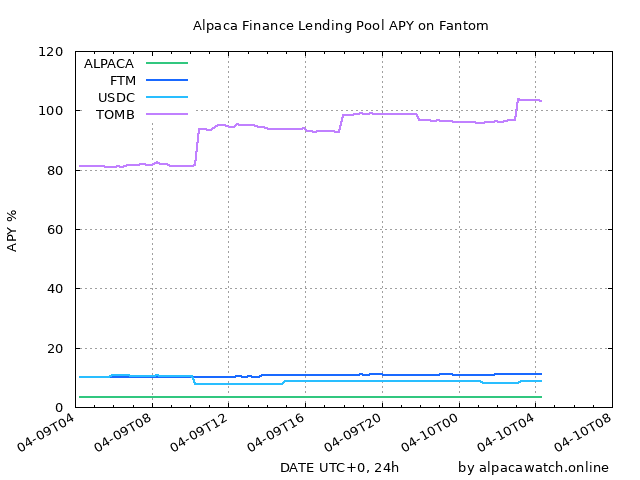 Alpaca Finance Lending Pool APY on Fantom
120
100
80
60
40
20
0
APY %
ALPACA
FTM
USDC
TOMB
04-09T04
04-09T08
04-09T12
04-09T16
04-09T20
04-10T00
04-10T04
04-10T08
DATE UTC+0, 24h
by alpacawatch.online